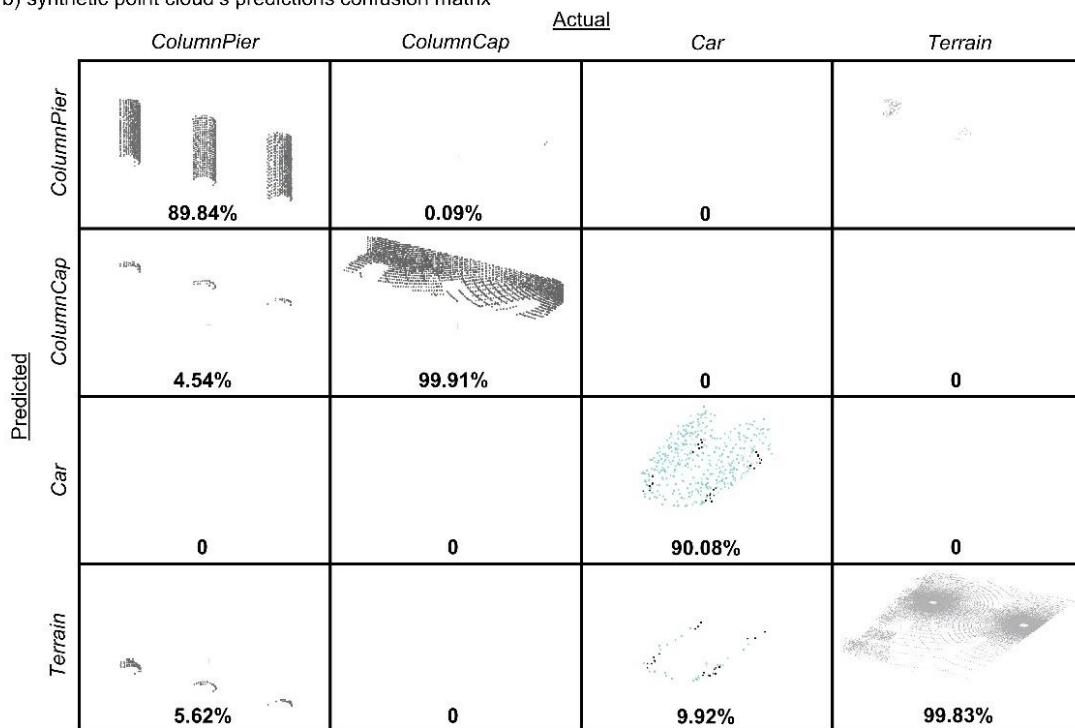 b) synthetic point cloud's predictions confusion matrix
Actual
ColumnPier ColumnCap Car Terrain
Predicted
ColumnPier
89.84% 0.09% 0
ColumnCap
4.54% 99.91% 0 0
Car
0 0 90.08% 0
Terrain
5.62% 0 9.92% 99.83%